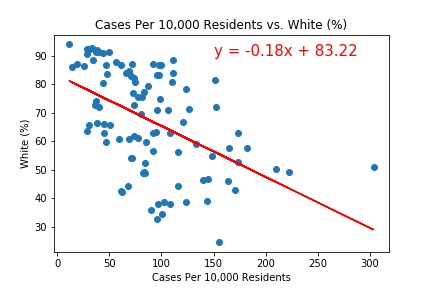 Cases Per 10,000 Residents vs. White (%)
y = -0.18x + 83.22
90
80
70
60
50
40
30
White (%)
0 50 100 150 200 250 300
Cases Per 10,000 Residents